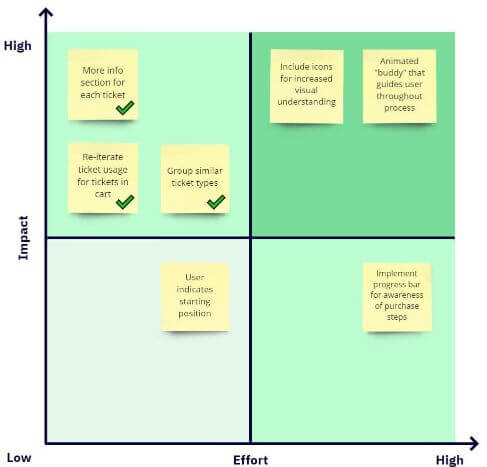 High
More info
section for
each ticket
Include icons
for increased
visual
understanding
Animated
"buddy" that
guides user
throughout
process
Re-iterate
ticket usage
for tickets in
cart
Group similar
ticket types
Impact
User
indicates
starting
position
Implement
progress bar
for awareness
of purchase
steps
Low
Effort
High